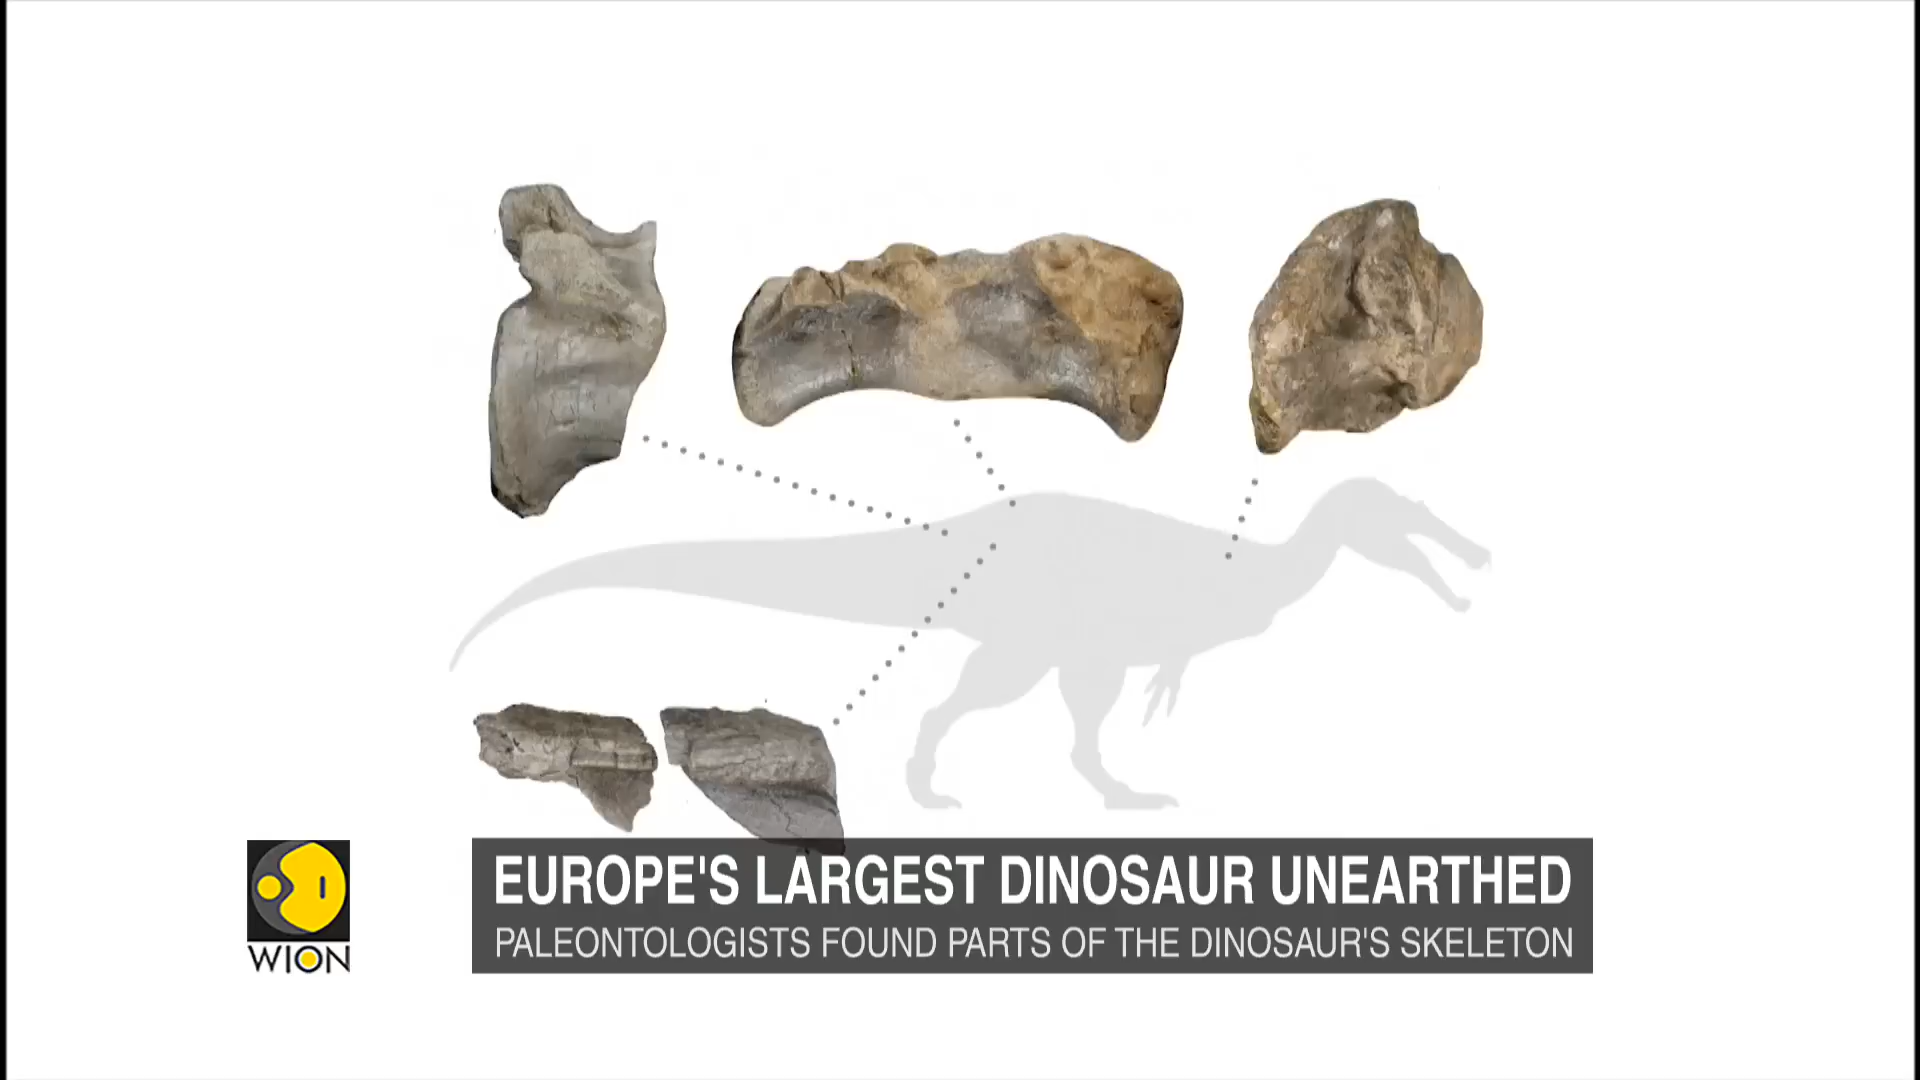 EUROPE'S LARGEST DINOSAUR UNEARTHED
PALEONTOLOGISTS FOUND PARTS OF THE DINOSAUR'S SKELETON
WION